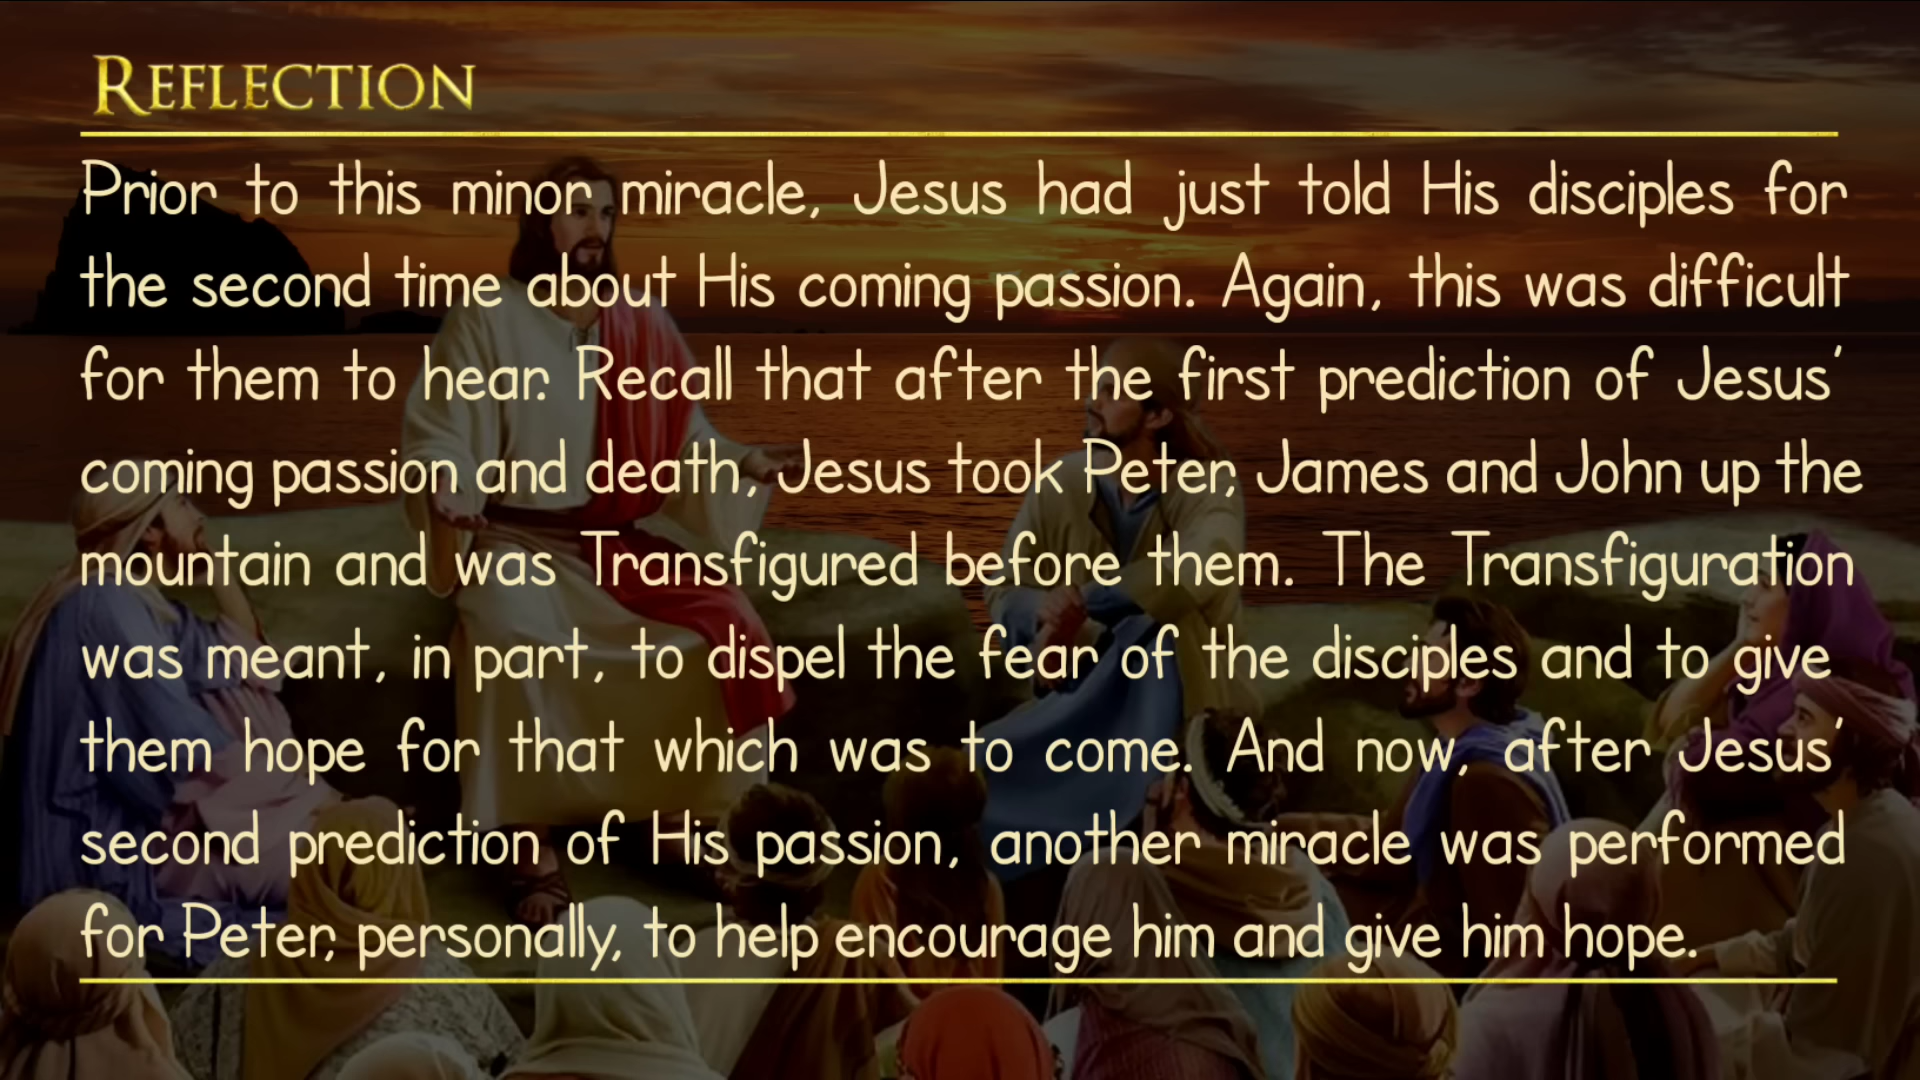 REFLECTION
Prior to this minor miracle, Jesus had just told His disciples for
the second time about His coming passion. Again, this was difficult
for them to hear. Recall that after the first prediction of Jesus'
coming passion and death, Jesus took Peter, James and John up the
mountain and was Transfigured before them. The Transfiguration
was meant, in part, to dispel the fear of the disciples and to give
them hope for that which was to come. And now, after Jesus'
second prediction of His passion, another miracle was performed
for Peter, personally, to help encourage him and give him hope.